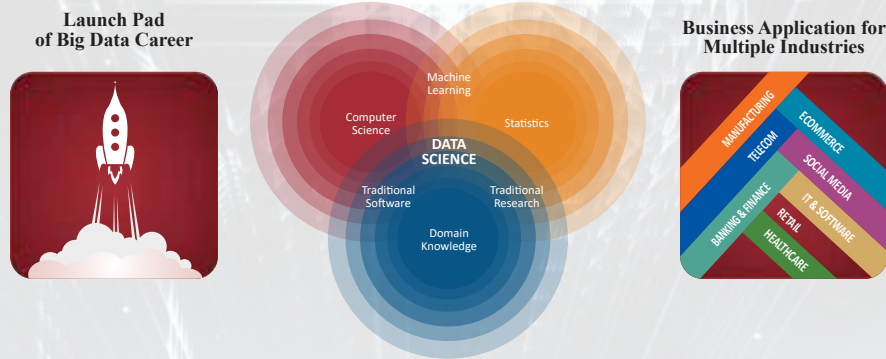 Launch Pad
of Big Data Career
Machine
Learning
Computer
Science
Statistics
DATA
SCIENCE
Traditional
Software
Traditional
Research
Domain
Knowledge
Business Application for
Multiple Industries
MANUFACTURING
ECOMMERCE
TELECOM
SOCIAL MEDIA
BANKING & FINANCE
IT & SOFTWARE
RETAIL
HEALTHCARE